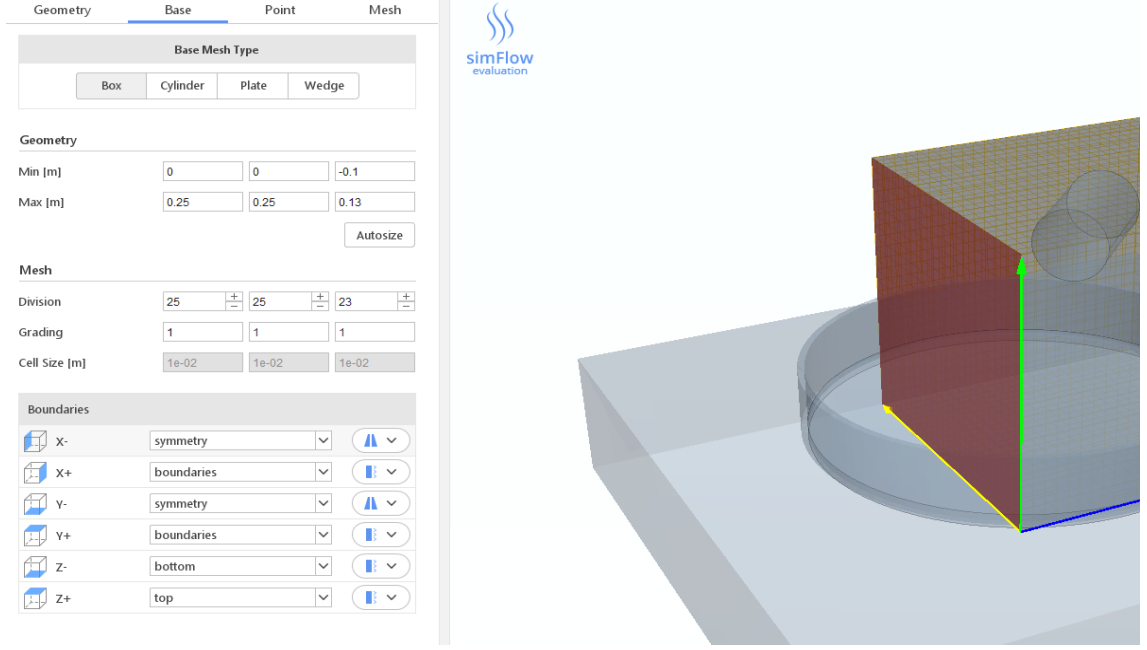 Geometry Base Point Mesh
Base Mesh Type
Box Cylinder Plate Wedge
Geometry
Min [m] 0 0 -0.1
Max [m] 0.25 0.25 0.13
Autosize
Mesh
Division 25 + − 25 + − 23 + −
Grading 1 1 1
Cell Size [m] 1e-02 1e-02 1e-02
Boundaries
X- symmetry
X+ boundaries
Y- symmetry
Y+ boundaries
Z- bottom
Z+ top
simFlow
evaluation